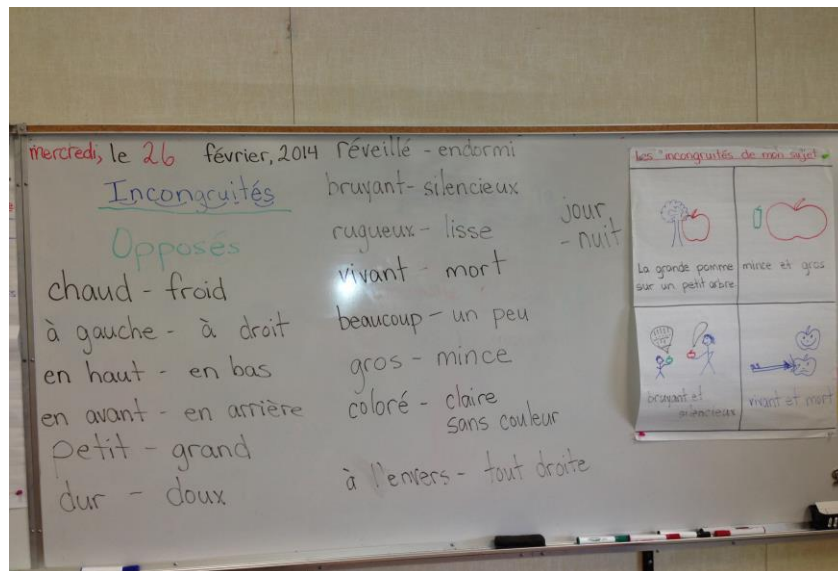 mercredi, le 26 février, 2014
Incongruités
Opposés
chaud - froid
à gauche - à droit
en haut - en bas
en avant - en arrière
petit - grand
dur - doux
réveillé - endormi
bruyant - silencieux
rugueux - lisse
vivant - mort
beaucoup - un peu
gros - mince
coloré - claire
sans couleur
à l'envers - tout droite
jour
- nuit
Les incongruités de mon sujet
La grande pomme
sur un petit arbre
mince et gros
bruyant et
silencieux
vivant et mort